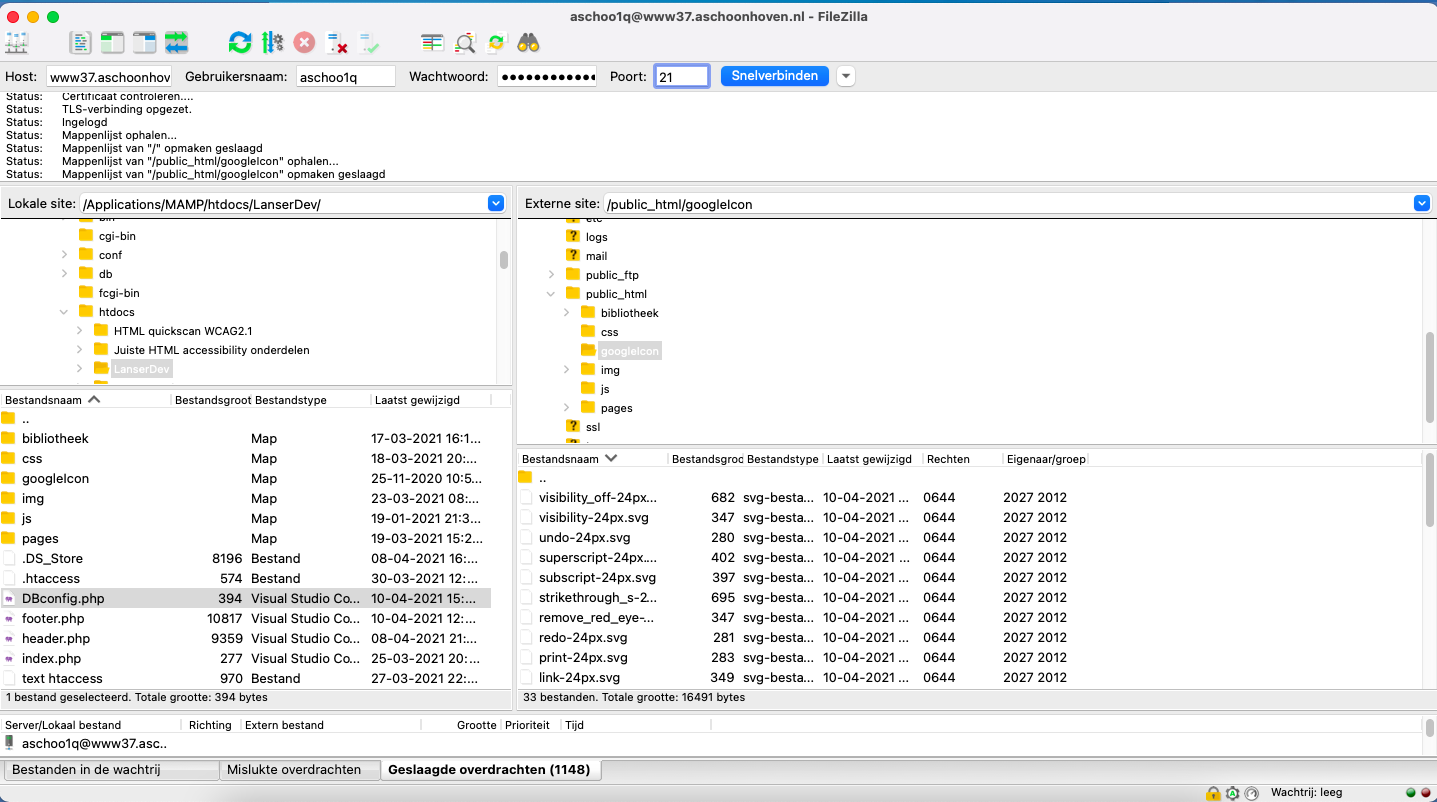 aschoo1q@www37.aschoonhoven.nl - FileZilla
Host: www37.aschoonhov Gebruikersnaam: aschoo1q Wachtwoord: ●●●●●●●●●●●● Poort: 21 Snelverbinden
Status: Certificaat controleren....
Status: TLS-verbinding opgezet.
Status: Ingelogd
Status: Mappenlijst ophalen...
Status: Mappenlijst van "/" opmaken geslaagd
Status: Mappenlijst van "/public_html/googleIcon" ophalen...
Status: Mappenlijst van "/public_html/googleIcon" opmaken geslaagd
Lokale site: /Applications/MAMP/htdocs/LanserDev/
bin
cgi-bin
conf
db
fcgi-bin
htdocs
HTML quickscan WCAG2.1
Juiste HTML accessibility onderdelen
LanserDev
Bestandsnaam Bestandsgroot Bestandstype Laatst gewijzigd
..
bibliotheek Map 17-03-2021 16:1...
css Map 18-03-2021 20:...
googleIcon Map 25-11-2020 10:5...
img Map 23-03-2021 08:...
js Map 19-01-2021 21:3...
pages Map 19-03-2021 15:2...
.DS_Store 8196 Bestand 08-04-2021 16:...
.htaccess 574 Bestand 30-03-2021 12:...
DBconfig.php 394 Visual Studio Co... 10-04-2021 15:...
footer.php 10817 Visual Studio Co... 10-04-2021 12:...
header.php 9359 Visual Studio Co... 08-04-2021 21:...
index.php 277 Visual Studio Co... 25-03-2021 20:...
text htaccess 970 Bestand 27-03-2021 22:...
1 bestand geselecteerd. Totale grootte: 394 bytes
Externe site: /public_html/googleIcon
etc
logs
mail
public_ftp
public_html
bibliotheek
css
googleIcon
img
js
pages
ssl
Bestandsnaam Bestandsgroo Bestandstype Laatst gewijzigd Rechten Eigenaar/groep
..
visibility_off-24px... 682 svg-besta... 10-04-2021 ... 0644 2027 2012
visibility-24px.svg 347 svg-besta... 10-04-2021 ... 0644 2027 2012
undo-24px.svg 280 svg-besta... 10-04-2021 ... 0644 2027 2012
superscript-24px.... 402 svg-besta... 10-04-2021 ... 0644 2027 2012
subscript-24px.svg 397 svg-besta... 10-04-2021 ... 0644 2027 2012
strikethrough_s-2... 695 svg-besta... 10-04-2021 ... 0644 2027 2012
remove_red_eye-... 347 svg-besta... 10-04-2021 ... 0644 2027 2012
redo-24px.svg 281 svg-besta... 10-04-2021 ... 0644 2027 2012
print-24px.svg 283 svg-besta... 10-04-2021 ... 0644 2027 2012
link-24px.svg 349 svg-besta... 10-04-2021 ... 0644 2027 2012
33 bestanden. Totale grootte: 16491 bytes
Server/Lokaal bestand Richting Extern bestand Grootte Prioriteit Tijd
aschoo1q@www37.asc..
Bestanden in de wachtrij Mislukte overdrachten Geslaagde overdrachten (1148)
Wachtrij: leeg